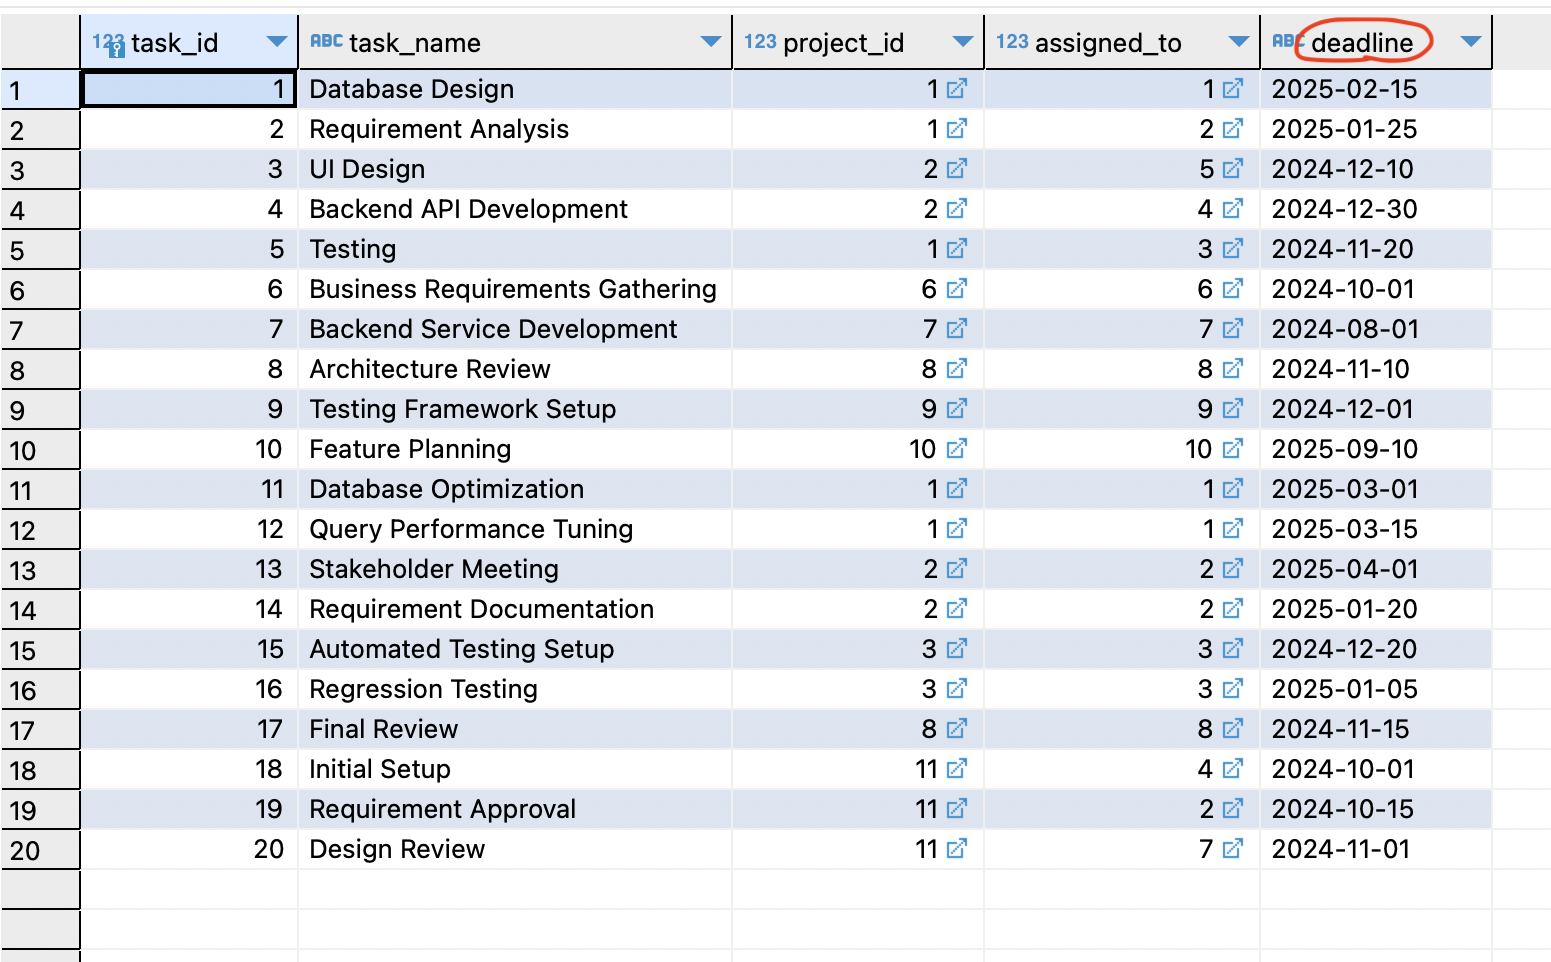 123 task_id ABC task_name 123 project_id 123 assigned_to ABC deadline
1 1 Database Design 1 1 2025-02-15
2 2 Requirement Analysis 1 2 2025-01-25
3 3 UI Design 2 5 2024-12-10
4 4 Backend API Development 2 4 2024-12-30
5 5 Testing 1 3 2024-11-20
6 6 Business Requirements Gathering 6 6 2024-10-01
7 7 Backend Service Development 7 7 2024-08-01
8 8 Architecture Review 8 8 2024-11-10
9 9 Testing Framework Setup 9 9 2024-12-01
10 10 Feature Planning 10 10 2025-09-10
11 11 Database Optimization 1 1 2025-03-01
12 12 Query Performance Tuning 1 1 2025-03-15
13 13 Stakeholder Meeting 2 2 2025-04-01
14 14 Requirement Documentation 2 2 2025-01-20
15 15 Automated Testing Setup 3 3 2024-12-20
16 16 Regression Testing 3 3 2025-01-05
17 17 Final Review 8 8 2024-11-15
18 18 Initial Setup 11 4 2024-10-01
19 19 Requirement Approval 11 2 2024-10-15
20 20 Design Review 11 7 2024-11-01